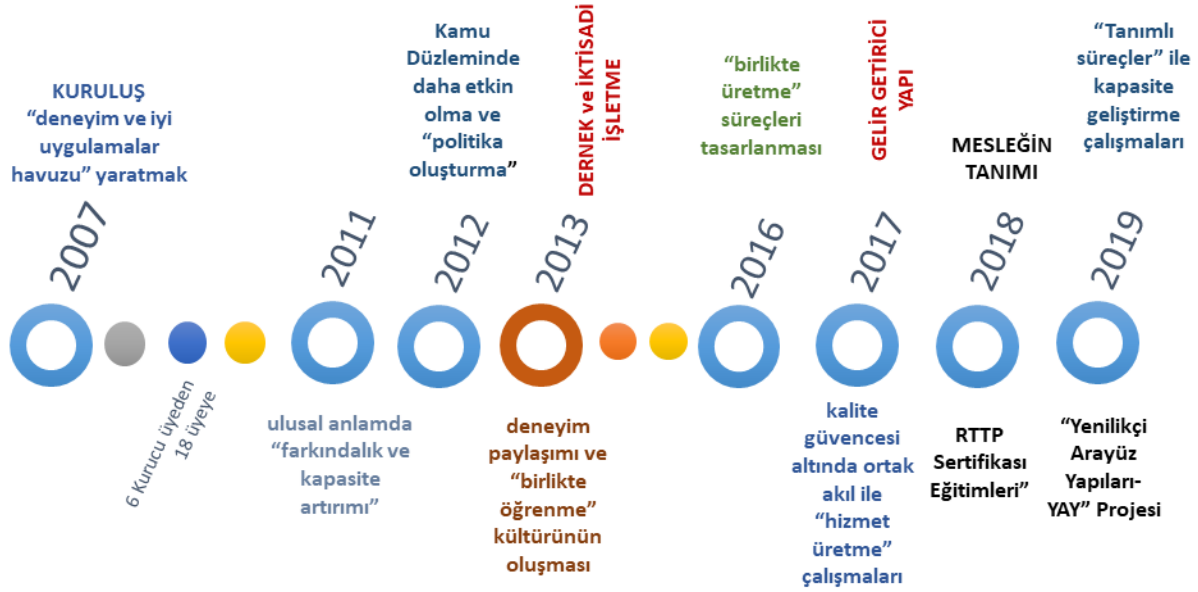 KURULUŞ
“deneyim ve iyi
uygulamalar
havuzu” yaratmak
2007
6 Kurucu üyeden
18 üyeye
2011
ulusal anlamda
“farkındalık ve
kapasite
artırımı”
Kamu
Düzleminde
daha etkin
olma ve
“politika
oluşturma”
2012
DERNEK ve İKTİSADİ
İŞLETME
2013
deneyim
paylaşımı ve
“birlikte
öğrenme”
kültürünün
oluşması
“birlikte
üretme”
süreçleri
tasarlanması
2016
GELİR GETİRİCİ
YAPI
2017
kalite
güvencesi
altında ortak
akıl ile
“hizmet
üretme”
çalışmaları
MESLEĞİN
TANIMI
2018
RTTP
Sertifikası
Eğitimleri”
“Tanımlı
süreçler” ile
kapasite
geliştirme
çalışmaları
2019
“Yenilikçi
Arayüz
Yapıları-
YAY” Projesi